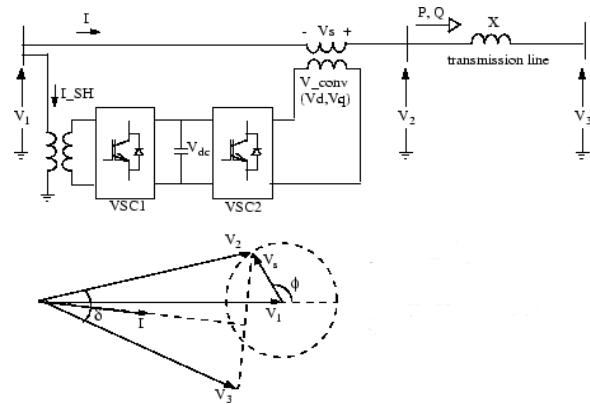 I
- Vs +
P, Q
X
transmission line
I_SH
V_conv
(Vd,Vq)
V1
V2
V3
Vdc
VSC1
VSC2
V2
Vs
ϕ
V1
δ
I
V3